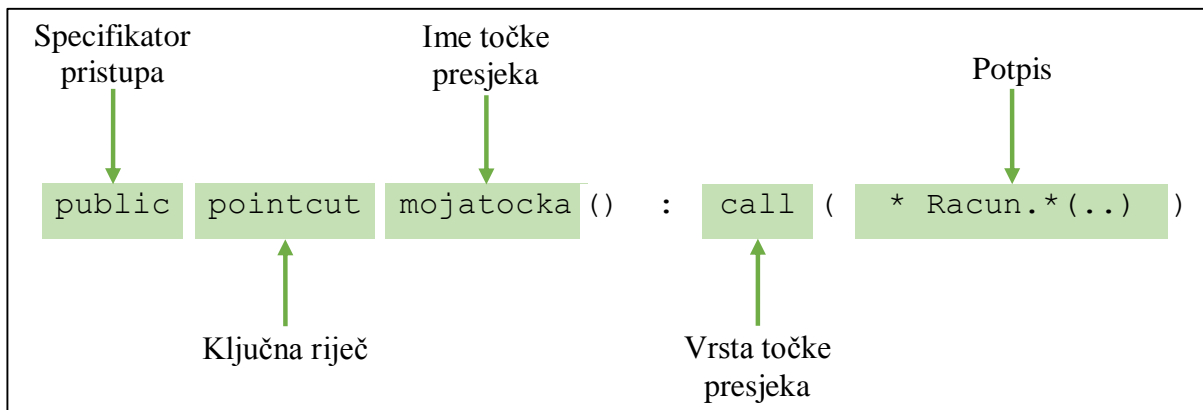 Specifikator
pristupa
Ime točke
presjeka
Potpis
public pointcut mojatocka() : call ( * Racun.*(..) )
Ključna riječ
Vrsta točke
presjeka